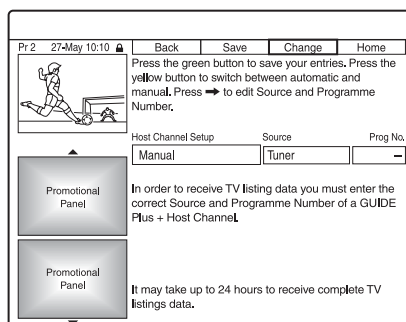 Pr 2 27-May 10:10 Back Save Change Home
Press the green button to save your entries. Press the
yellow button to switch between automatic and
manual. Press → to edit Source and Programme
Number.
Host Channel Setup Source Prog No.
Manual Tuner –
Promotional
Panel
In order to receive TV listing data you must enter the
correct Source and Programme Number of a GUIDE
Plus + Host Channel.
Promotional
Panel
It may take up to 24 hours to receive complete TV
listings data.